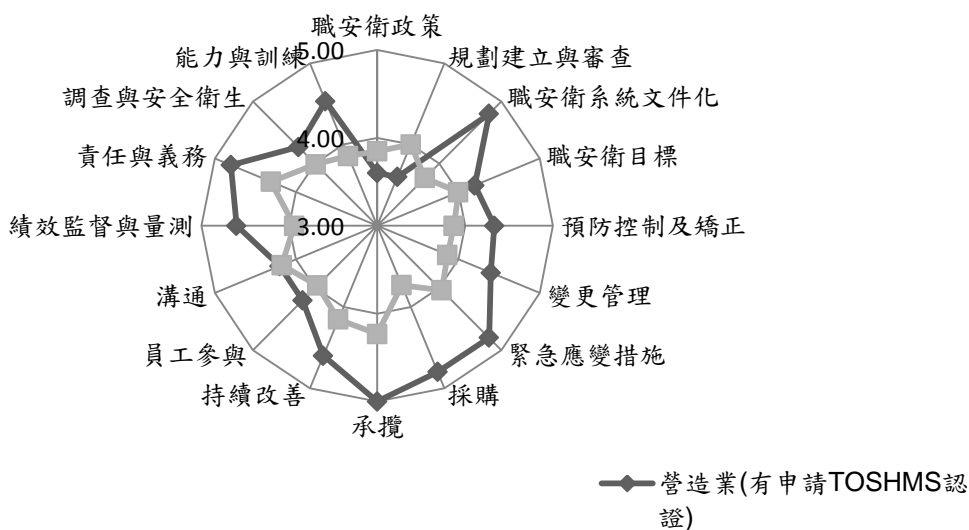 職安衛政策
規劃建立與審查
職安衛系統文件化
職安衛目標
預防控制及矯正
變更管理
緊急應變措施
採購
承攬
持續改善
員工參與
溝通
績效監督與量測
責任與義務
調查與安全衛生
能力與訓練
5.00
4.00
3.00
營造業(有申請TOSHMS認
證)